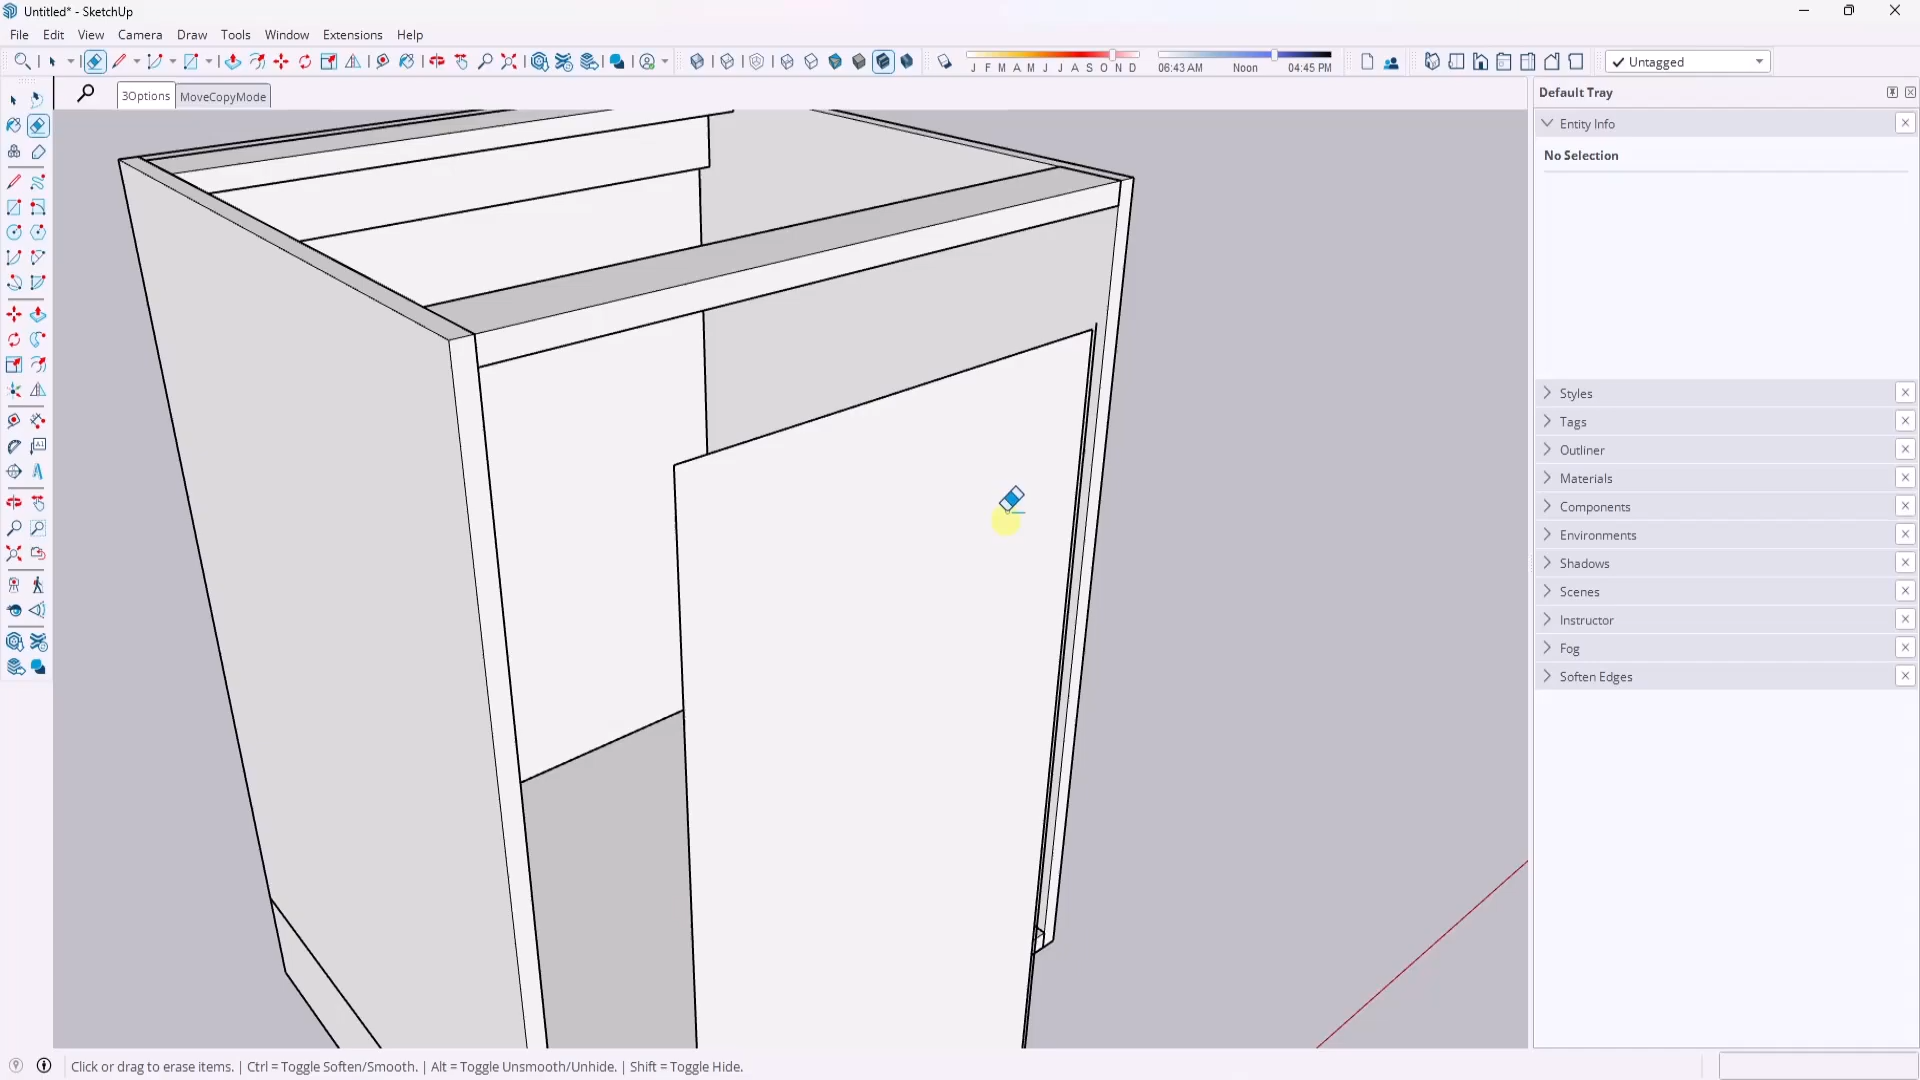 Untitled* - SketchUp
File Edit View Camera Draw Tools Window Extensions Help
J F M A M J J A S O N D 06:43 AM Noon 04:45 PM Untagged
3Options MoveCopyMode
Default Tray
Entity Info
No Selection
Styles
Tags
Outliner
Materials
Components
Environments
Shadows
Scenes
Instructor
Fog
Soften Edges
Click or drag to erase items. | Ctrl = Toggle Soften/Smooth. | Alt = Toggle Unsmooth/Unhide. | Shift = Toggle Hide.